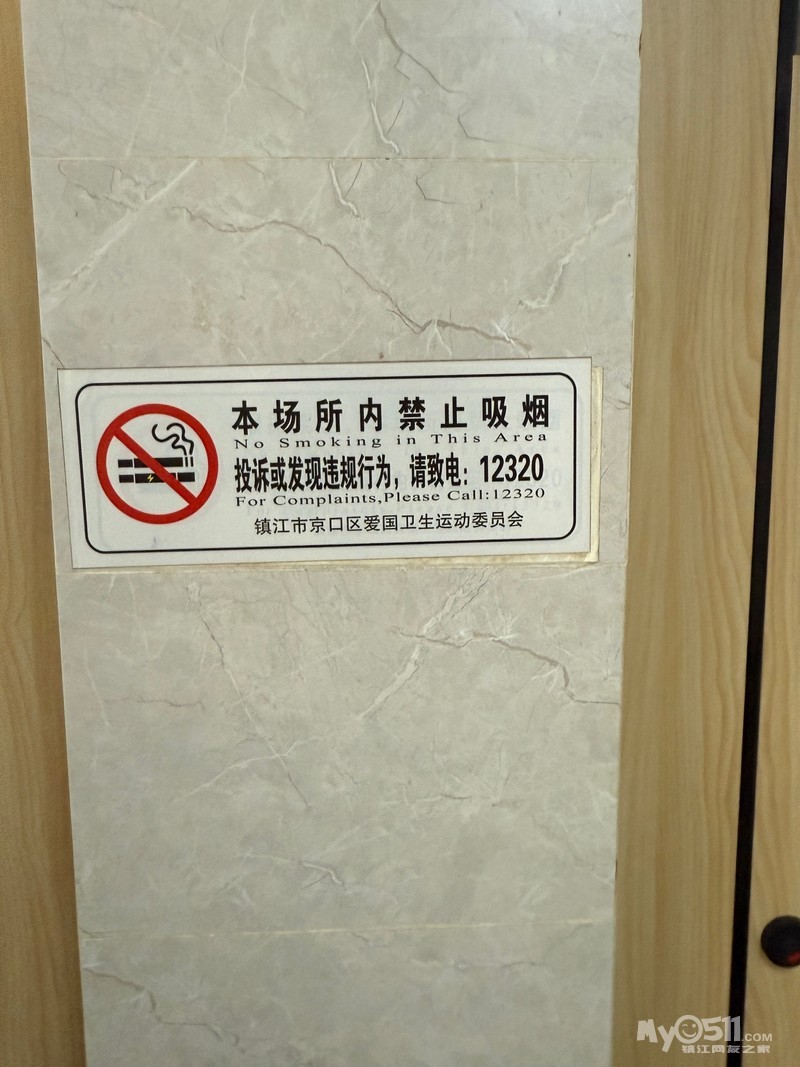 本场所内禁止吸烟
No Smoking in This Area
投诉或发现违规行为，请致电：12320
For Complaints,Please Call:12320
镇江市京口区爱国卫生运动委员会
My0511.COM
镇江网友之家